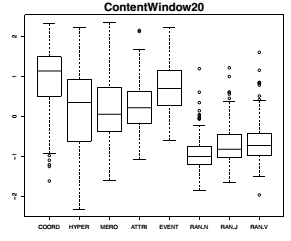 ContentWindow20
2
1
0
-1
-2
COORD HYPER MERO ATTRI EVENT RAN.N RAN.J RAN.V